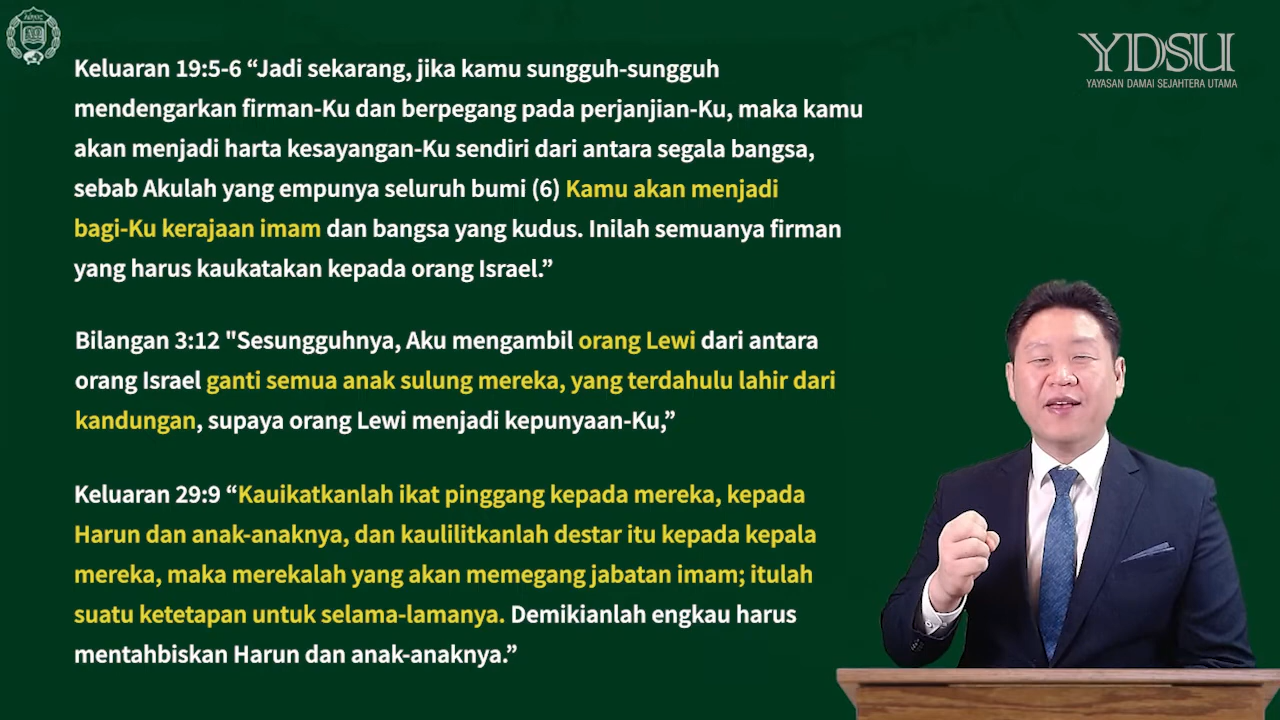 YDSU
YAYASAN DAMAI SEJAHTERA UTAMA
Keluaran 19:5-6 “Jadi sekarang, jika kamu sungguh-sungguh
mendengarkan firman-Ku dan berpegang pada perjanjian-Ku, maka kamu
akan menjadi harta kesayangan-Ku sendiri dari antara segala bangsa,
sebab Akulah yang empunya seluruh bumi (6) Kamu akan menjadi
bagi-Ku kerajaan imam dan bangsa yang kudus. Inilah semuanya firman
yang harus kaukatakan kepada orang Israel.”
Bilangan 3:12 "Sesungguhnya, Aku mengambil orang Lewi dari antara
orang Israel ganti semua anak sulung mereka, yang terdahulu lahir dari
kandungan, supaya orang Lewi menjadi kepunyaan-Ku,”
Keluaran 29:9 “Kauikatkanlah ikat pinggang kepada mereka, kepada
Harun dan anak-anaknya, dan kaulilitkanlah destar itu kepada kepala
mereka, maka merekalah yang akan memegang jabatan imam; itulah
suatu ketetapan untuk selama-lamanya. Demikianlah engkau harus
mentahbiskan Harun dan anak-anaknya.”